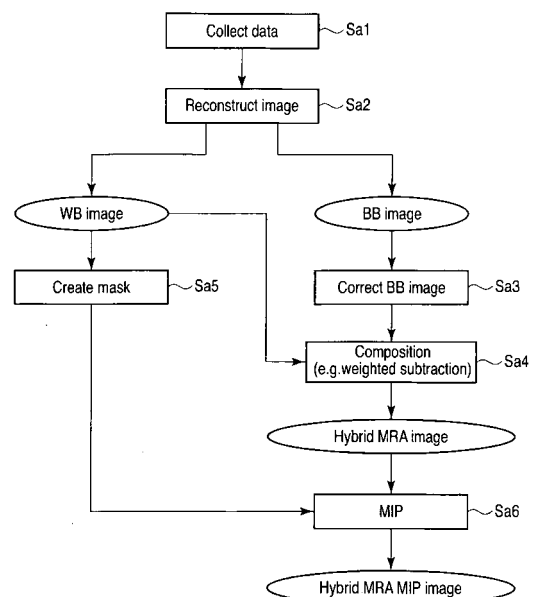 Collect data
Sa1
Reconstruct image
Sa2
WB image
BB image
Create mask
Sa5
Correct BB image
Sa3
Composition
(e.g.weighted subtraction)
Sa4
Hybrid MRA image
MIP
Sa6
Hybrid MRA MIP image